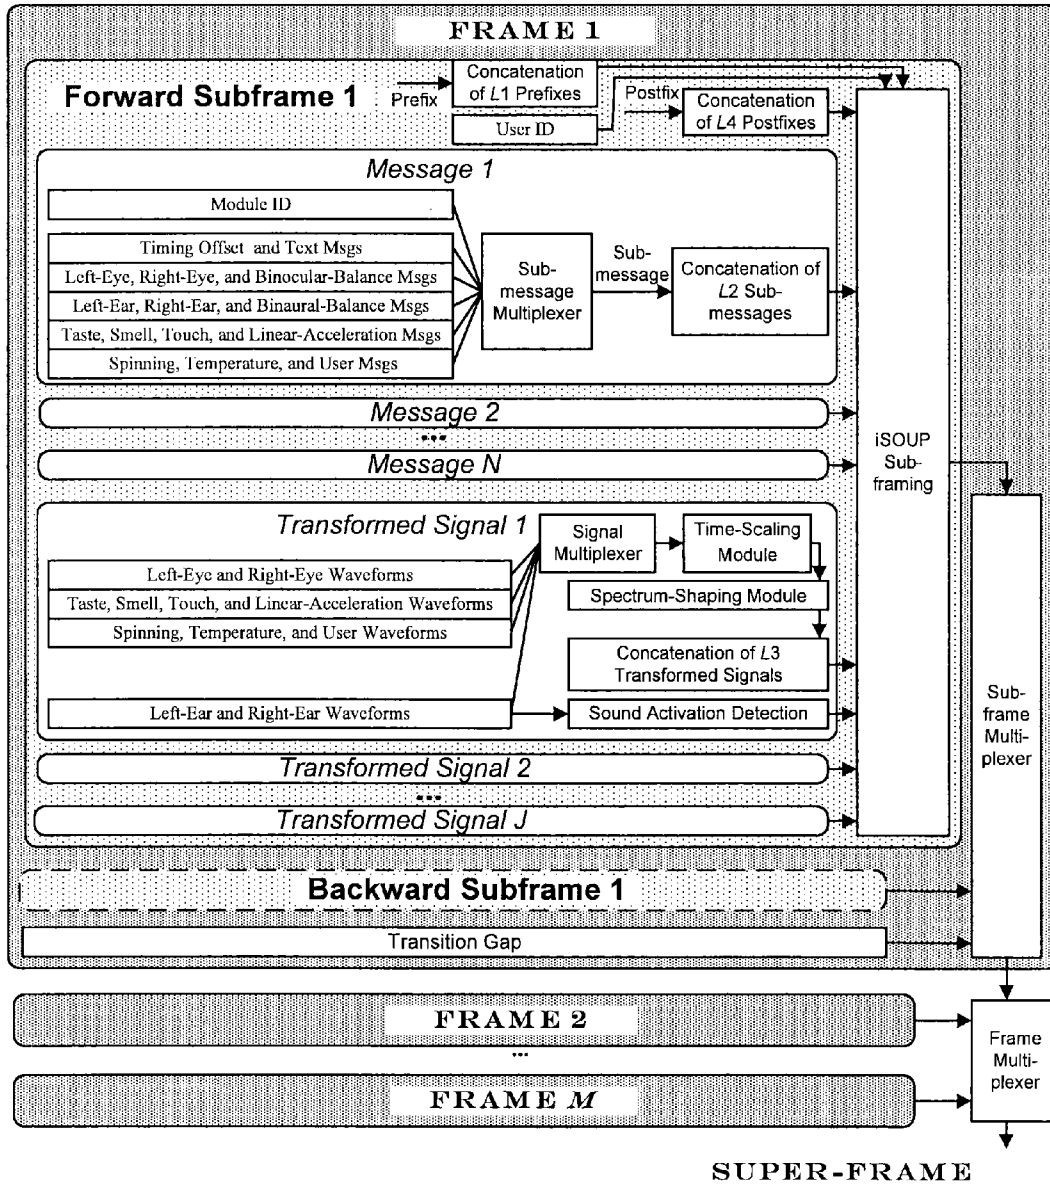 FRAME 1
Forward Subframe 1
Prefix
Concatenation
of L1 Prefixes
User ID
Postfix
Concatenation
of L4 Postfixes
Message 1
Module ID
Timing Offset and Text Msgs
Left-Eye, Right-Eye, and Binocular-Balance Msgs
Left-Ear, Right-Ear, and Binaural-Balance Msgs
Taste, Smell, Touch, and Linear-Acceleration Msgs
Spinning, Temperature, and User Msgs
Sub-
message
Multiplexer
Sub-
message
Concatenation of
L2 Sub-
messages
Message 2
...
Message N
iSOUP
Sub-
framing
Transformed Signal 1
Signal
Multiplexer
Time-Scaling
Module
Left-Eye and Right-Eye Waveforms
Taste, Smell, Touch, and Linear-Acceleration Waveforms
Spinning, Temperature, and User Waveforms
Spectrum-Shaping Module
Concatenation of L3
Transformed Signals
Left-Ear and Right-Ear Waveforms
Sound Activation Detection
Transformed Signal 2
...
Transformed Signal J
Sub-
frame
Multi-
plexer
Backward Subframe 1
Transition Gap
FRAME 2
...
FRAME M
Frame
Multi-
plexer
SUPER-FRAME